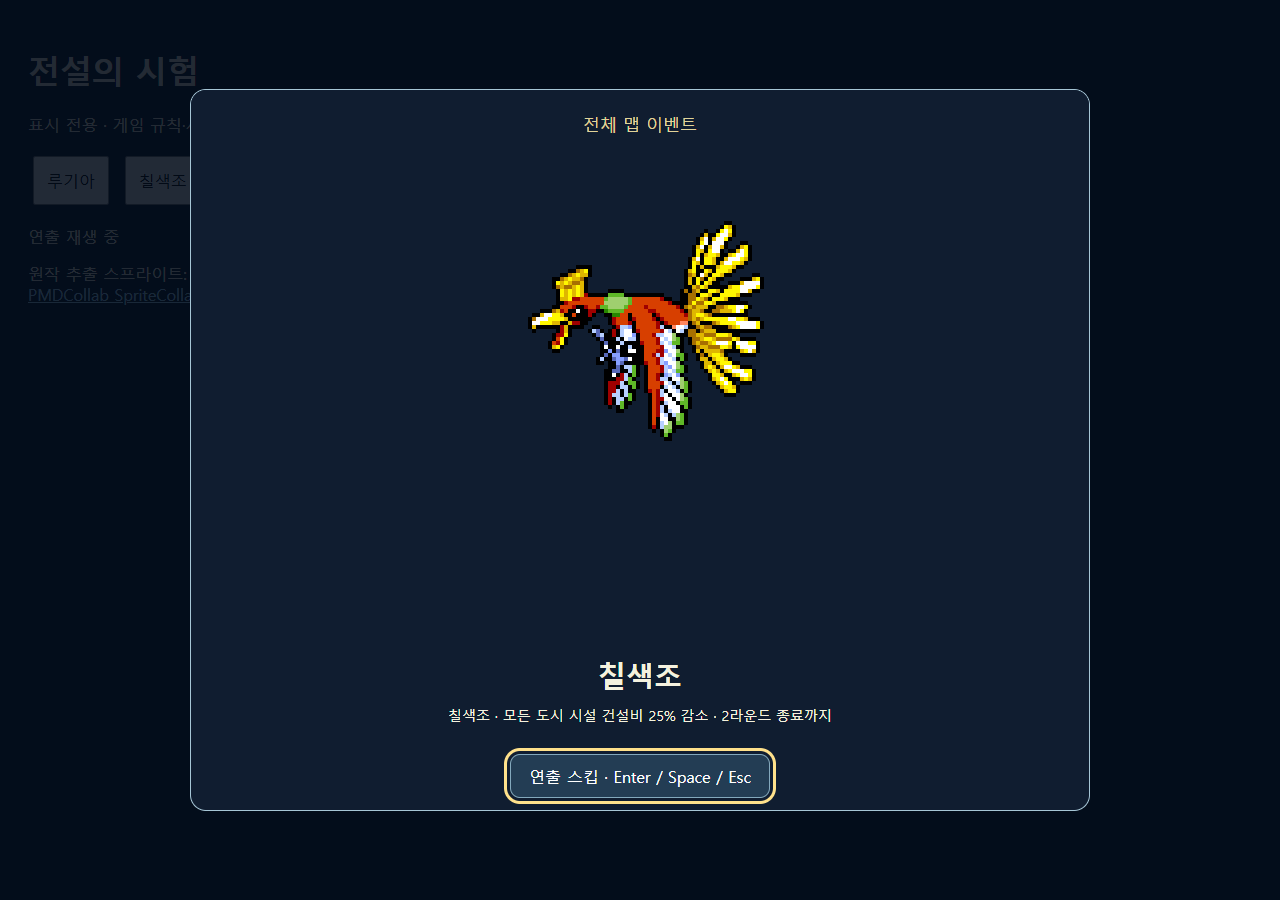 전설의 시험
표시 전용 · 게임 규칙·
루기아
칠색조
연출 재생 중
원작 추출 스프라이트:
PMDCollab SpriteColla
전체 맵 이벤트
칠색조
칠색조 · 모든 도시 시설 건설비 25% 감소 · 2라운드 종료까지
연출 스킵 · Enter / Space / Esc